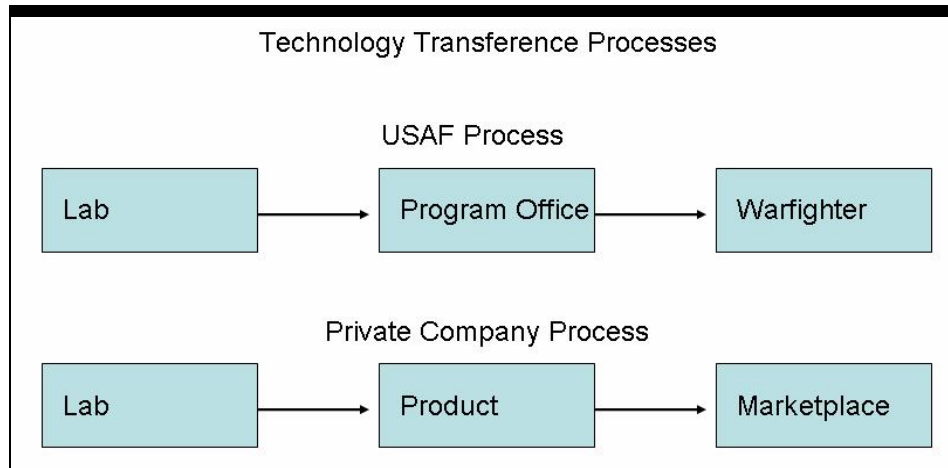 Technology Transference Processes
USAF Process
Lab
Program Office
Warfighter
Private Company Process
Lab
Product
Marketplace